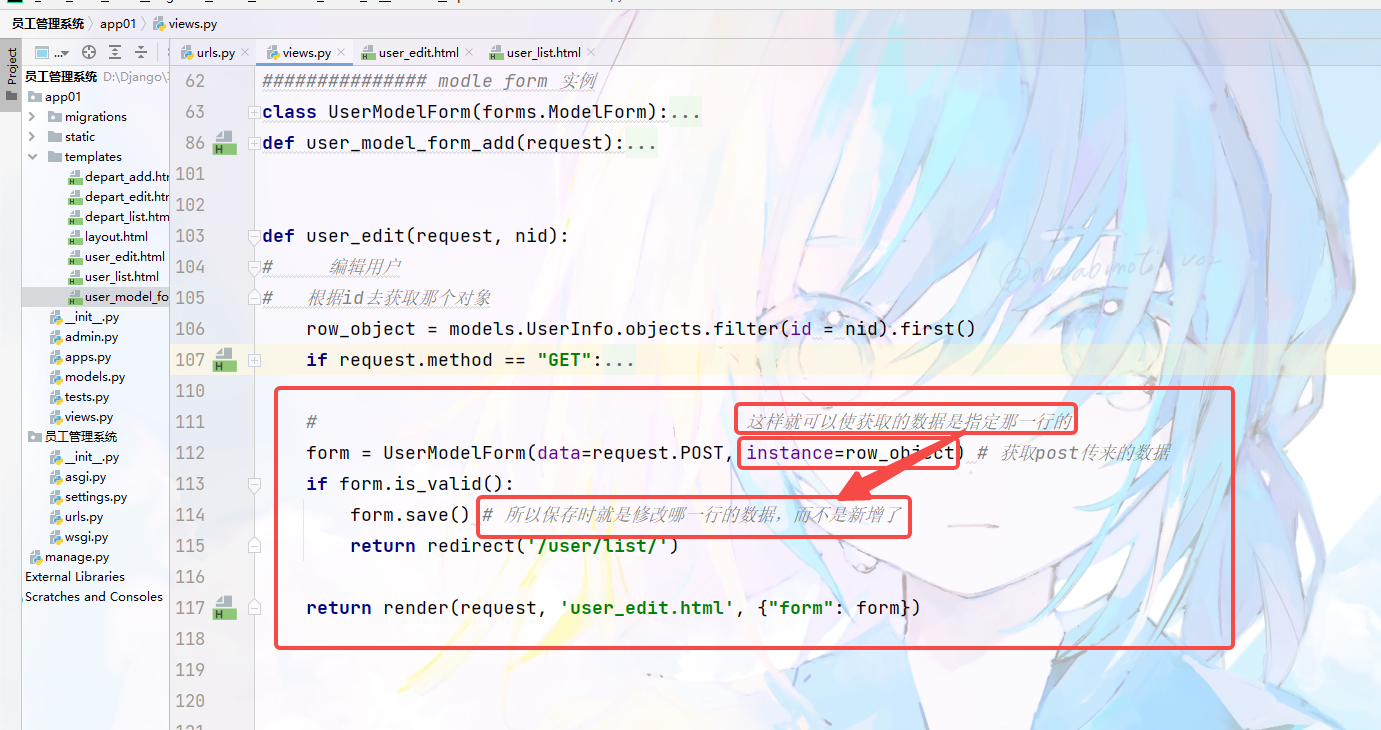 员工管理系统 app01 views.py
Project
urls.py views.py user_edit.html user_list.html
员工管理系统 D:\Django\
app01
migrations
static
templates
depart_add.htm
depart_edit.htm
depart_list.htm
layout.html
user_edit.html
user_list.html
user_model_fo
__init__.py
admin.py
apps.py
models.py
tests.py
views.py
员工管理系统
__init__.py
asgi.py
settings.py
urls.py
wsgi.py
manage.py
External Libraries
Scratches and Consoles
62 ############### modle form 实例
63 class UserModelForm(forms.ModelForm):...
86 def user_model_form_add(request):...
101
102
103 def user_edit(request, nid):
104 # 编辑用户
105 # 根据id去获取那个对象
106 row_object = models.UserInfo.objects.filter(id = nid).first()
107 if request.method == "GET":...
110
111 # 这样就可以使获取的数据是指定那一行的
112 form = UserModelForm(data=request.POST, instance=row_object) # 获取post传来的数据
113 if form.is_valid():
114 form.save() # 所以保存时就是修改哪一行的数据，而不是新增了
115 return redirect('/user/list/')
116
117 return render(request, 'user_edit.html', {"form": form})
118
119
120